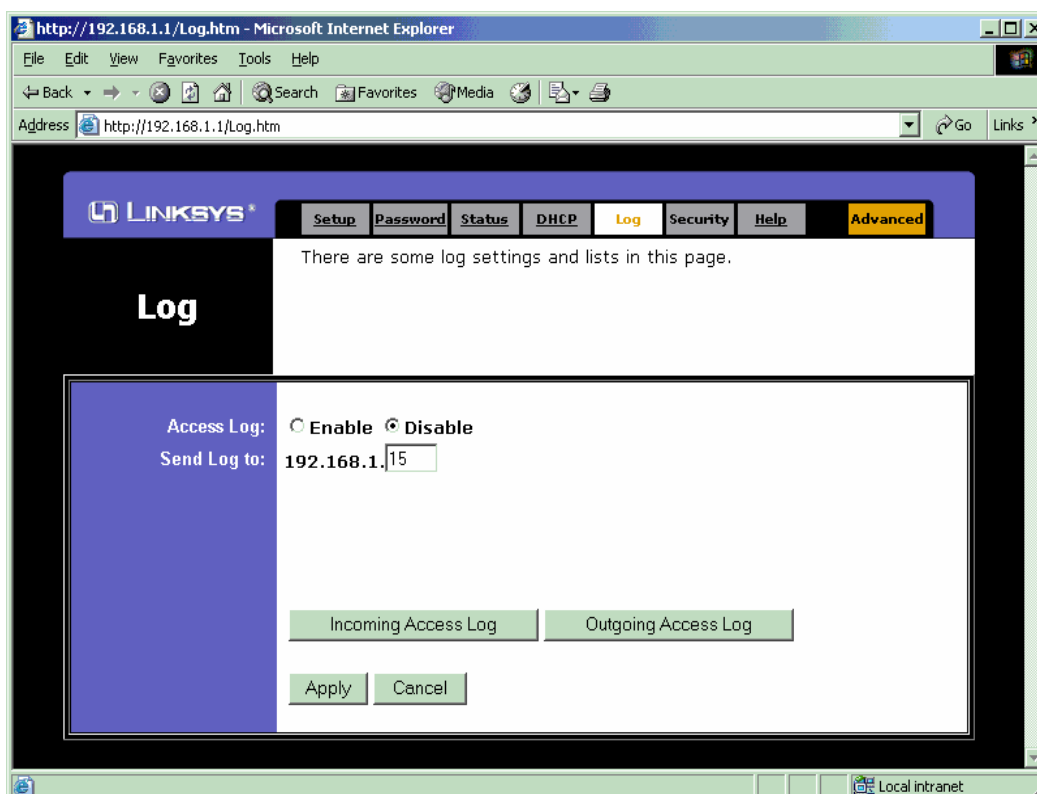 http://192.168.1.1/Log.htm - Microsoft Internet Explorer
File Edit View Favorites Tools Help
Back Search Favorites Media
Address http://192.168.1.1/Log.htm Go Links
LINKSYS® Setup Password Status DHCP Log Security Help Advanced
There are some log settings and lists in this page.
Log
Access Log: Enable Disable
Send Log to: 192.168.1.15
Incoming Access Log Outgoing Access Log
Apply Cancel
Local intranet